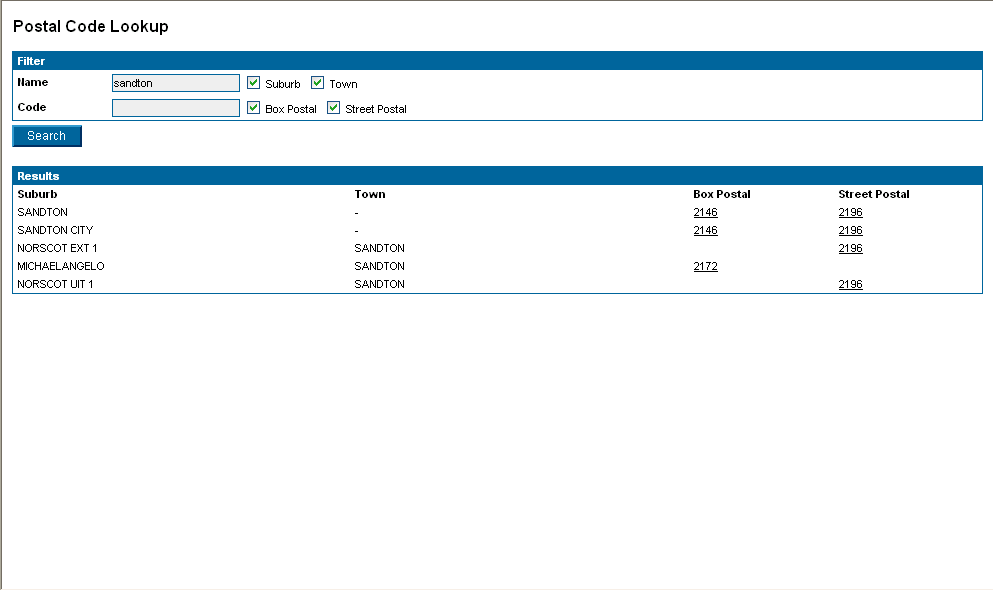 Postal Code Lookup
Filter
Name sandton Suburb Town
Code Box Postal Street Postal
Search
Results
Suburb Town Box Postal Street Postal
SANDTON - 2146 2196
SANDTON CITY - 2146 2196
NORSCOT EXT 1 SANDTON 2196
MICHAELANGELO SANDTON 2172
NORSCOT UIT 1 SANDTON 2196